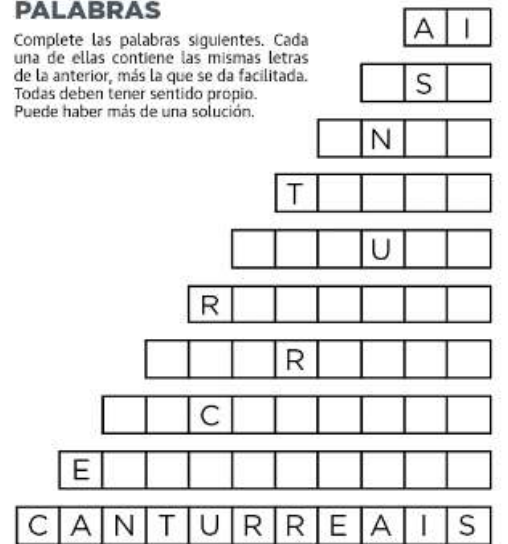 PALABRAS
Complete las palabras siguientes. Cada
una de ellas contiene las mismas letras
de la anterior, más la que se da facilitada.
Todas deben tener sentido propio.
Puede haber más de una solución.
A I
S
N
T
U
R
R
C
E
C A N T U R R E A I S